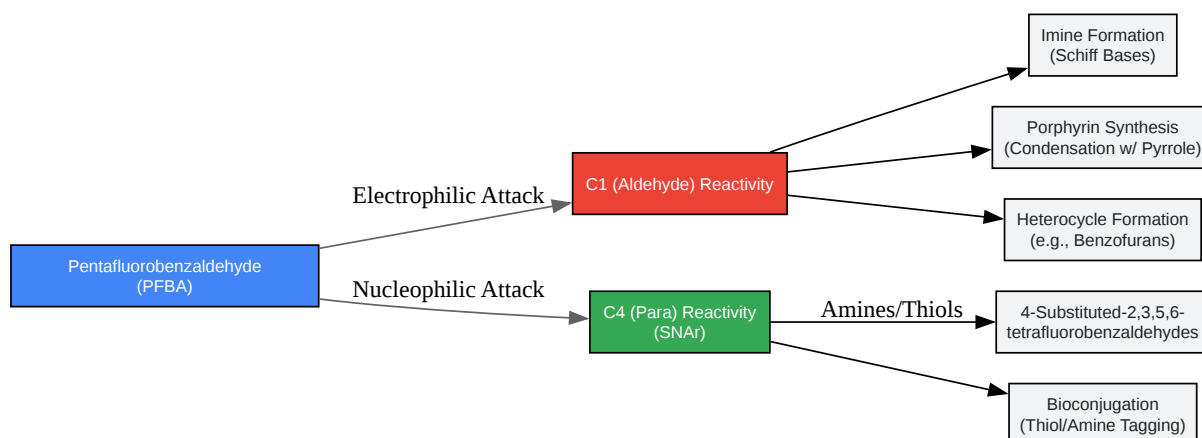 Pentafluorobenzaldehyde
(PFBA)
Electrophilic Attack
Nucleophilic Attack
C1 (Aldehyde) Reactivity
C4 (Para) Reactivity
(SNAr)
Amines/Thiols
Imine Formation
(Schiff Bases)
Porphyrin Synthesis
(Condensation w/ Pyrrole)
Heterocycle Formation
(e.g., Benzofurans)
4-Substituted-2,3,5,6-
tetrafluorobenzaldehydes
Bioconjugation
(Thiol/Amine Tagging)